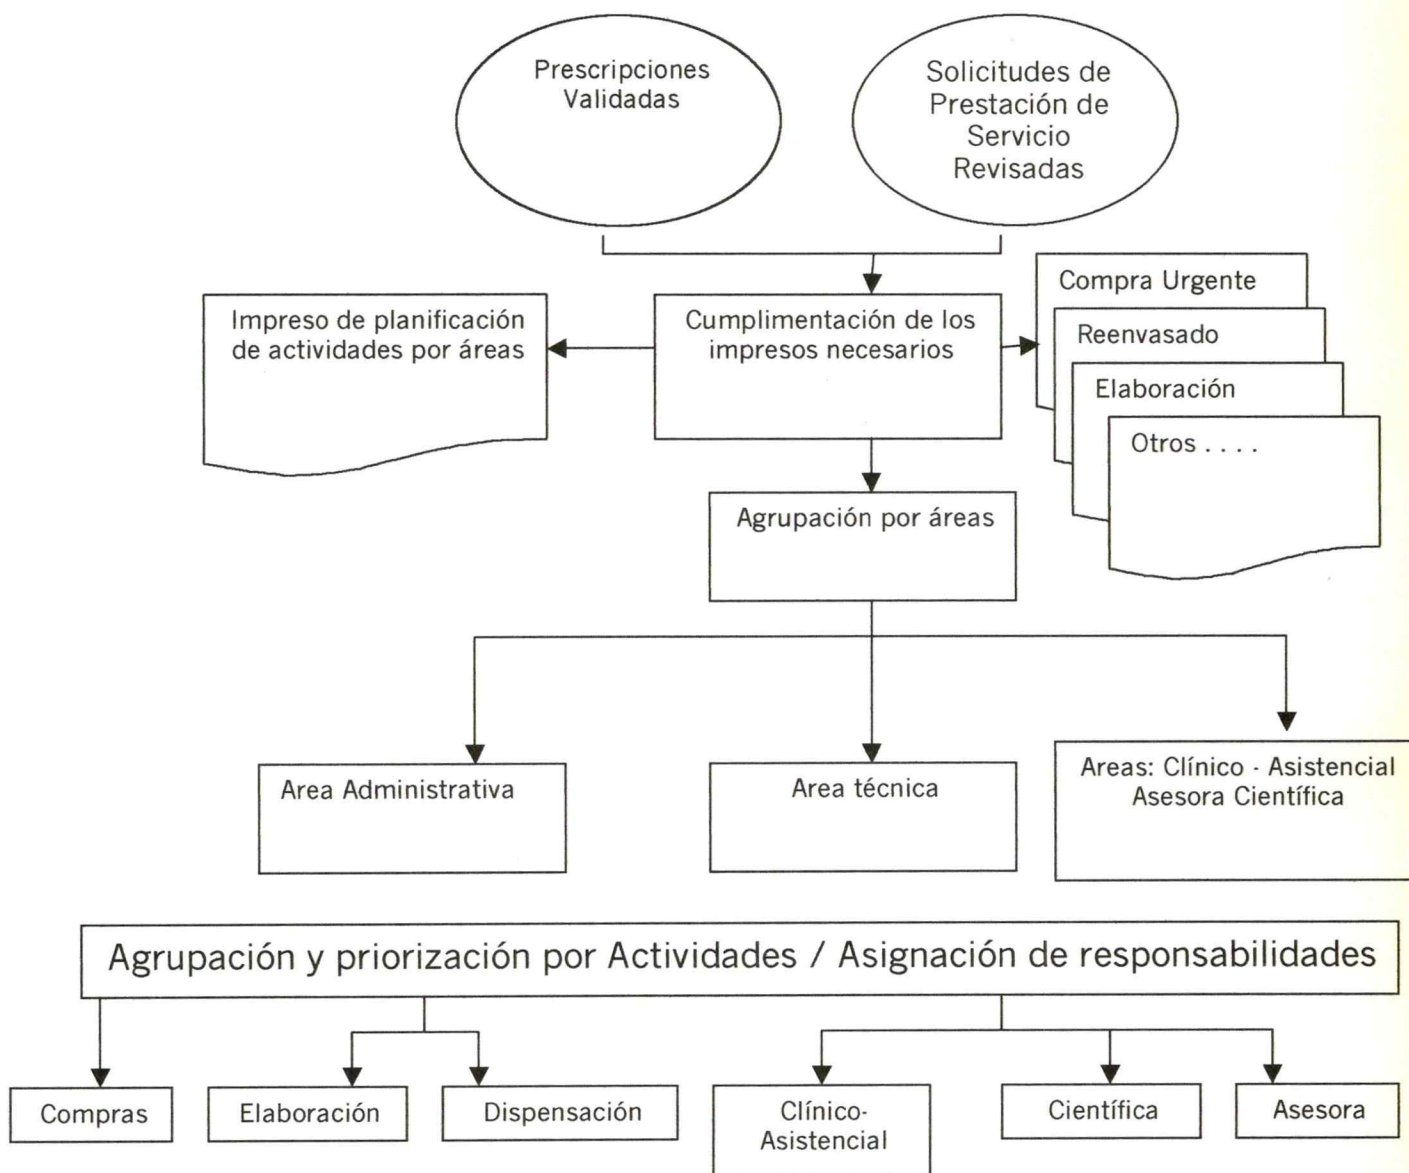 Prescripciones
Validadas
Solicitudes de
Prestación de
Servicio
Revisadas
Impreso de planificación
de actividades por áreas
Cumplimentación de los
impresos necesarios
Compra Urgente
Reenvasado
Elaboración
Otros . . . .
Agrupación por áreas
Area Administrativa
Area técnica
Areas: Clínico - Asistencial
Asesora Científica
Agrupación y priorización por Actividades / Asignación de responsabilidades
Compras
Elaboración
Dispensación
Clínico-
Asistencial
Científica
Asesora